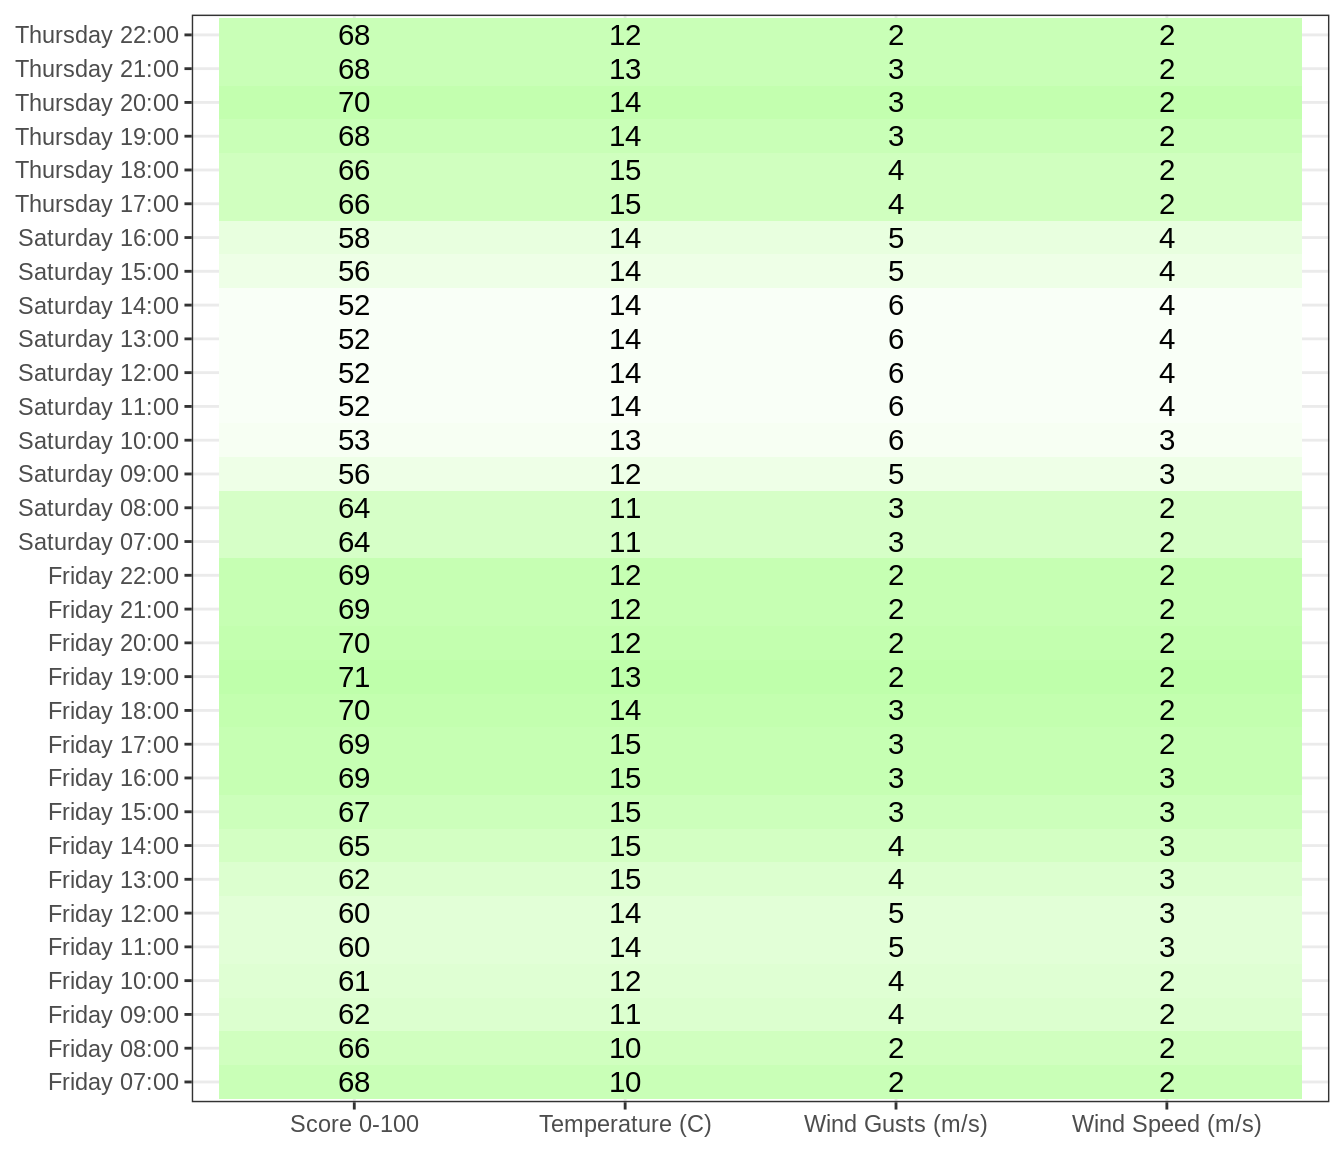 Thursday 22:00 68 12 2 2
Thursday 21:00 68 13 3 2
Thursday 20:00 70 14 3 2
Thursday 19:00 68 14 3 2
Thursday 18:00 66 15 4 2
Thursday 17:00 66 15 4 2
Saturday 16:00 58 14 5 4
Saturday 15:00 56 14 5 4
Saturday 14:00 52 14 6 4
Saturday 13:00 52 14 6 4
Saturday 12:00 52 14 6 4
Saturday 11:00 52 14 6 4
Saturday 10:00 53 13 6 3
Saturday 09:00 56 12 5 3
Saturday 08:00 64 11 3 2
Saturday 07:00 64 11 3 2
Friday 22:00 69 12 2 2
Friday 21:00 69 12 2 2
Friday 20:00 70 12 2 2
Friday 19:00 71 13 2 2
Friday 18:00 70 14 3 2
Friday 17:00 69 15 3 2
Friday 16:00 69 15 3 3
Friday 15:00 67 15 3 3
Friday 14:00 65 15 4 3
Friday 13:00 62 15 4 3
Friday 12:00 60 14 5 3
Friday 11:00 60 14 5 3
Friday 10:00 61 12 4 2
Friday 09:00 62 11 4 2
Friday 08:00 66 10 2 2
Friday 07:00 68 10 2 2
Score 0-100 Temperature (C) Wind Gusts (m/s) Wind Speed (m/s)